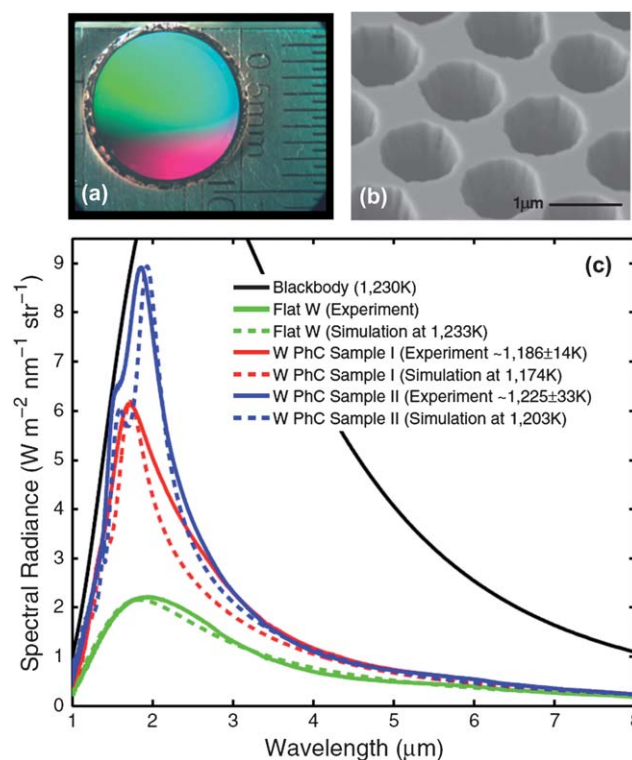 (a)
0 5mm
10
(b)
1μm
(c)
Blackbody (1,230K)
Flat W (Experiment)
Flat W (Simulation at 1,233K)
W PhC Sample I (Experiment ~1,186±14K)
W PhC Sample I (Simulation at 1,174K)
W PhC Sample II (Experiment ~1,225±33K)
W PhC Sample II (Simulation at 1,203K)
Spectral Radiance (W m⁻² nm⁻¹ str⁻¹)
9
8
7
6
5
4
3
2
1
0
1 2 3 4 5 6 7 8
Wavelength (μm)